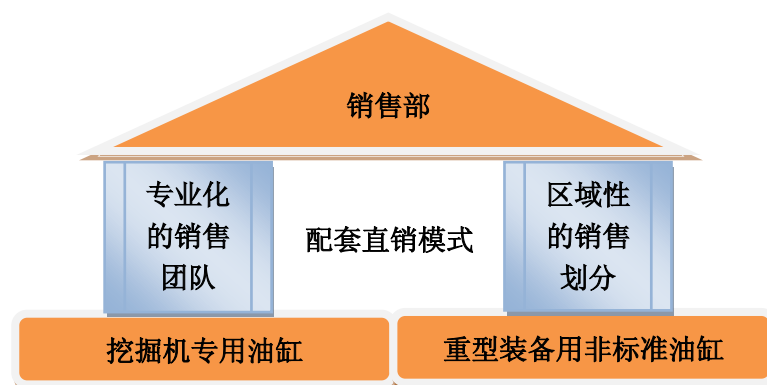 销售部
专业化
的销售
团队
配套直销模式
区域性
的销售
划分
挖掘机专用油缸
重型装备用非标准油缸